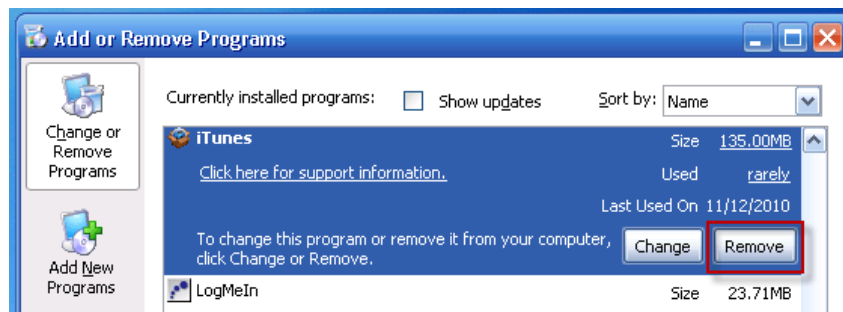 Add or Remove Programs
Change or
Remove
Programs
Currently installed programs: Show updates Sort by: Name
iTunes Size 135.00MB
Click here for support information. Used rarely
Last Used On 11/12/2010
To change this program or remove it from your computer,
click Change or Remove.
Change Remove
Add New
Programs
LogMeIn Size 23.71MB